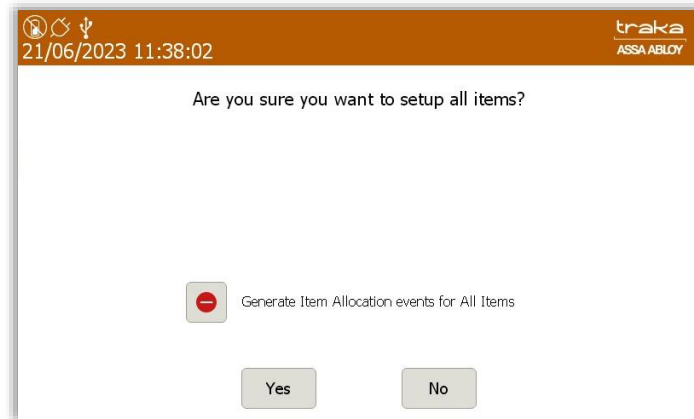 21/06/2023 11:38:02
traka
ASSA ABLOY
Are you sure you want to setup all items?
Generate Item Allocation events for All Items
Yes
No